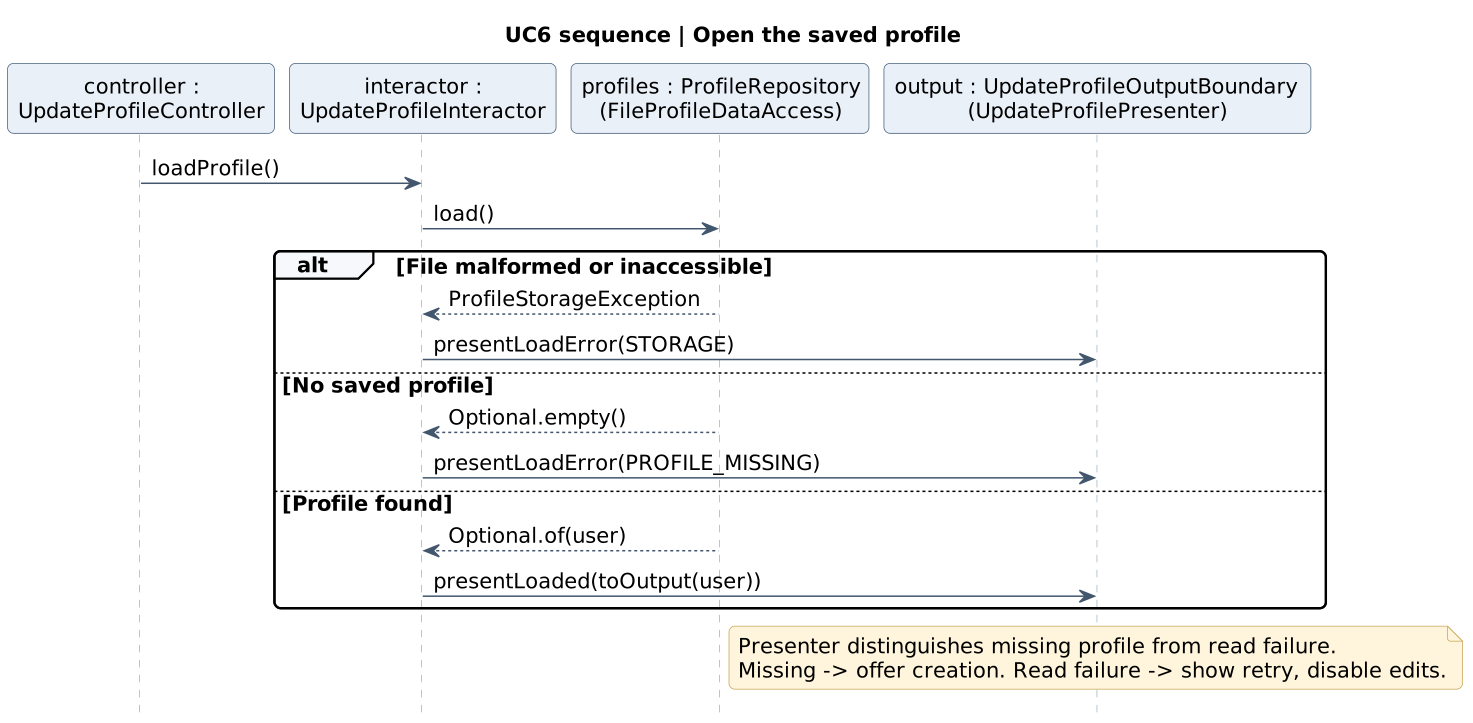 UC6 sequence | Open the saved profile
controller :
UpdateProfileController
interactor :
UpdateProfileInteractor
profiles : ProfileRepository
(FileProfileDataAccess)
output : UpdateProfileOutputBoundary
(UpdateProfilePresenter)
loadProfile()
load()
alt
[File malformed or inaccessible]
ProfileStorageException
presentLoadError(STORAGE)
[No saved profile]
Optional.empty()
presentLoadError(PROFILE_MISSING)
[Profile found]
Optional.of(user)
presentLoaded(toOutput(user))
Presenter distinguishes missing profile from read failure.
Missing -> offer creation. Read failure -> show retry, disable edits.